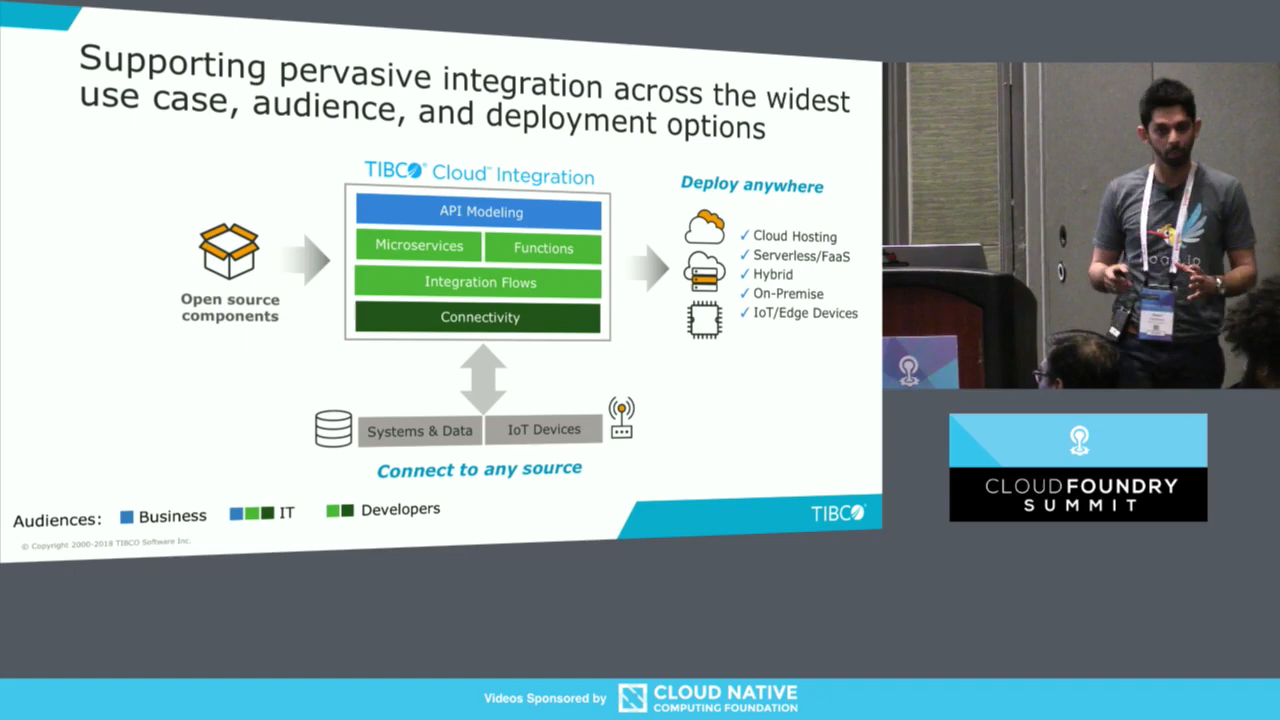 Supporting pervasive integration across the widest
use case, audience, and deployment options
TIBCO® Cloud™ Integration
API Modeling
Microservices
Functions
Integration Flows
Connectivity
Open source
components
Deploy anywhere
✓ Cloud Hosting
✓ Serverless/FaaS
✓ Hybrid
✓ On-Premise
✓ IoT/Edge Devices
Systems & Data
IoT Devices
Connect to any source
Audiences:
Business
IT
Developers
© Copyright 2000-2018 TIBCO Software Inc.
TIBCO
CLOUD FOUNDRY
SUMMIT
Videos Sponsored by
CLOUD NATIVE
COMPUTING FOUNDATION